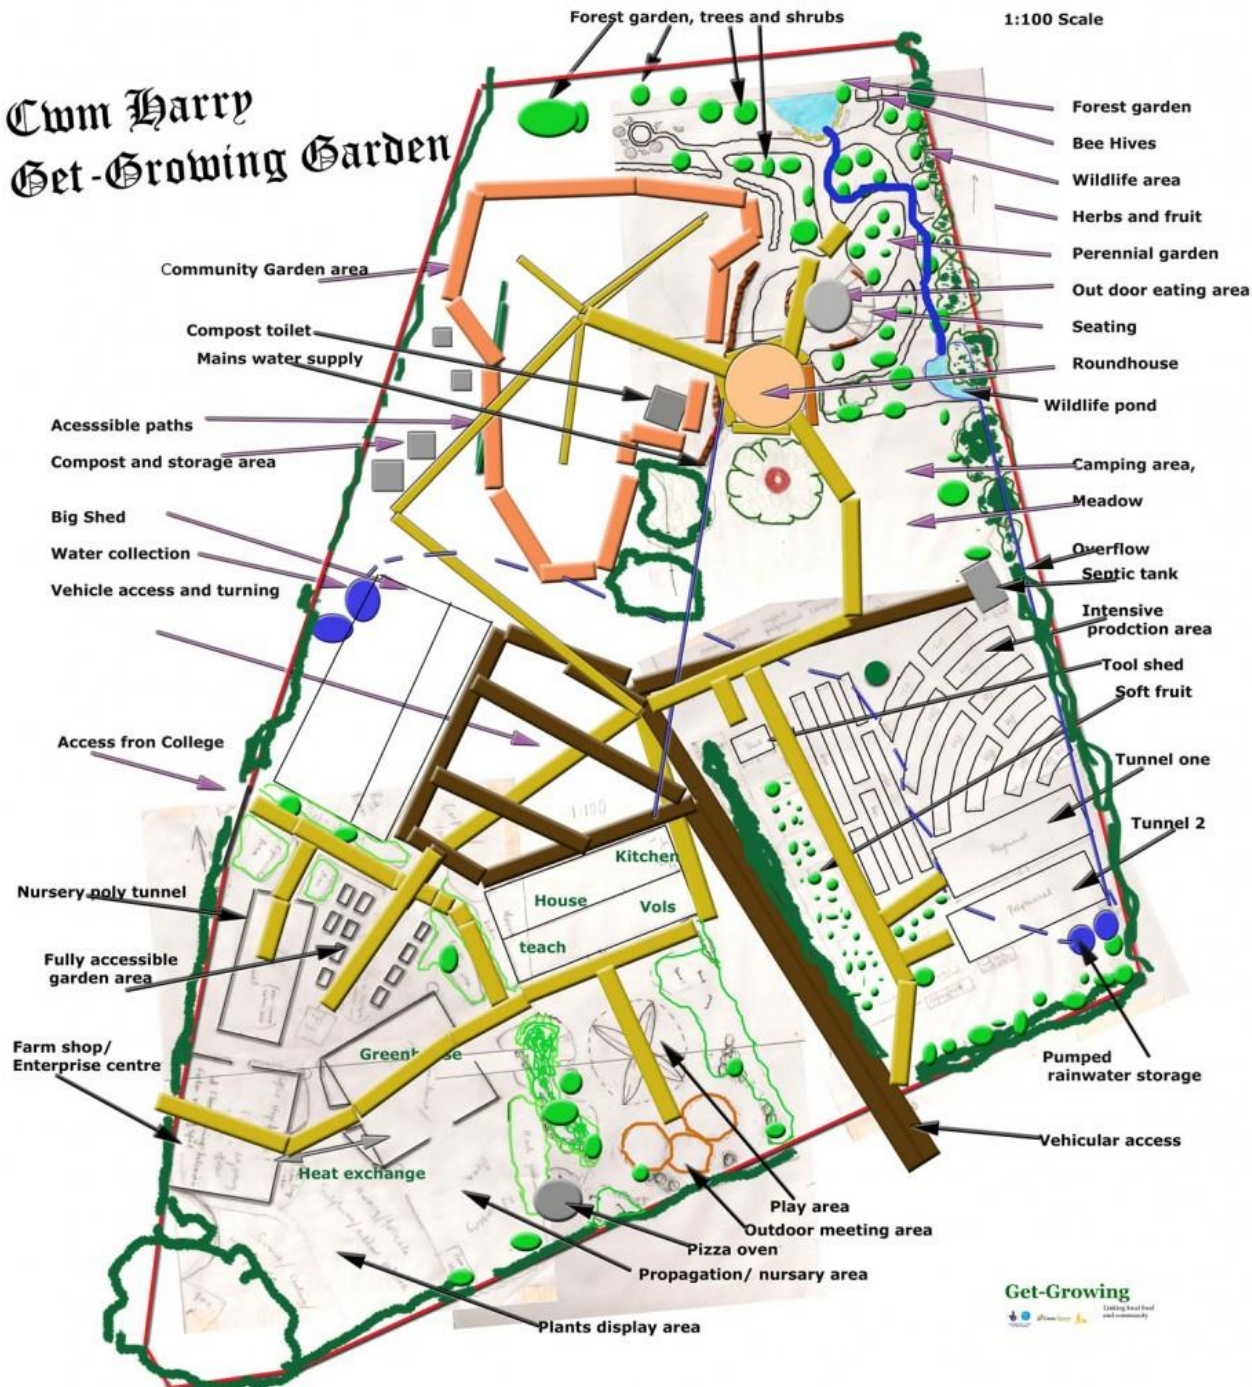 Forest garden, trees and shrubs
1:100 Scale
Cwm Harry
Get-Growing Garden
Forest garden
Bee Hives
Wildlife area
Herbs and fruit
Perennial garden
Out door eating area
Seating
Roundhouse
Wildlife pond
Camping area,
Meadow
Overflow
Septic tank
Intensive
prodction area
Tool shed
Soft fruit
Tunnel one
Tunnel 2
Community Garden area
Compost toilet
Mains water supply
Acesssible paths
Compost and storage area
Big Shed
Water collection
Vehicle access and turning
Access fron College
1:100
Kitchen
House
Vols
teach
Nursery poly tunnel
Fully accessible
garden area
Farm shop/
Enterprise centre
Heat exchange
Pumped
rainwater storage
Vehicular access
Play area
Outdoor meeting area
Pizza oven
Propagation/ nursary area
Plants display area
Get-Growing
Linking local food
and community